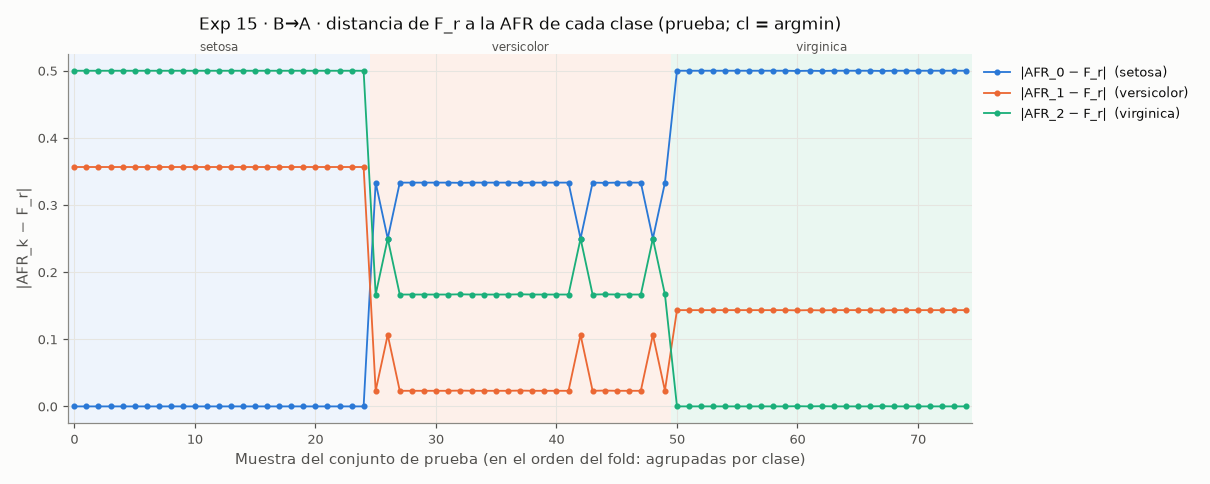 Exp 15 · B→A · distancia de F_r a la AFR de cada clase (prueba; cl = argmin)
setosa
versicolor
virginica
|AFR_k − F_r|
0.5
0.4
0.3
0.2
0.1
0.0
0
10
20
30
40
50
60
70
Muestra del conjunto de prueba (en el orden del fold: agrupadas por clase)
|AFR_0 − F_r| (setosa)
|AFR_1 − F_r| (versicolor)
|AFR_2 − F_r| (virginica)